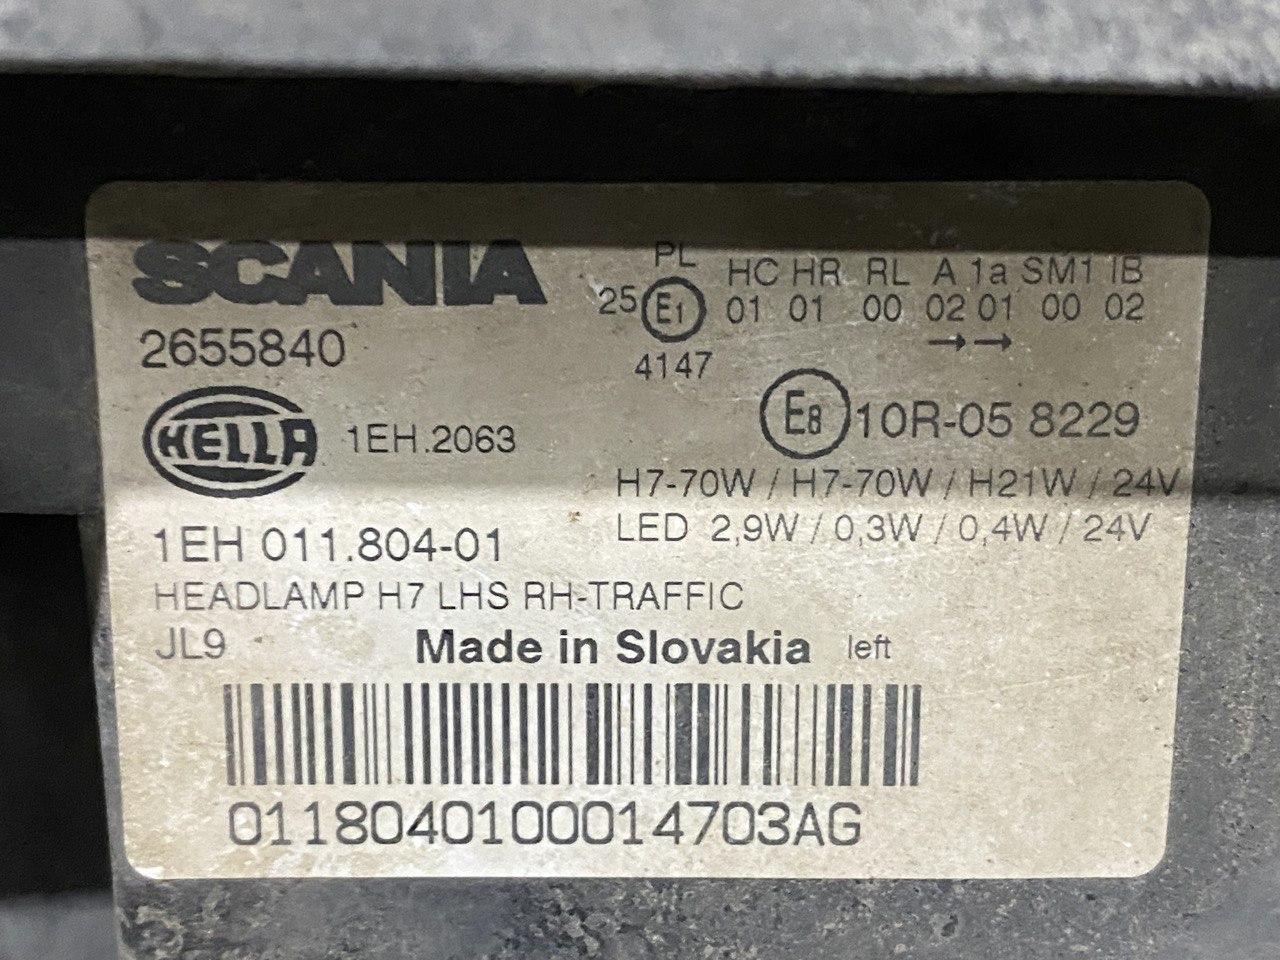 SCANIA
2655840
HELLA 1EH.2063
1EH 011.804-01
HEADLAMP H7 LHS RH-TRAFFIC
JL9 Made in Slovakia left
0118040100014703AG
PL HC HR RL A 1a SM1 IB
25 E1 01 01 00 02 01 00 02
→→
4147
E8 10R-05 8229
H7-70W / H7-70W / H21W / 24V
LED 2,9W / 0,3W / 0,4W / 24V